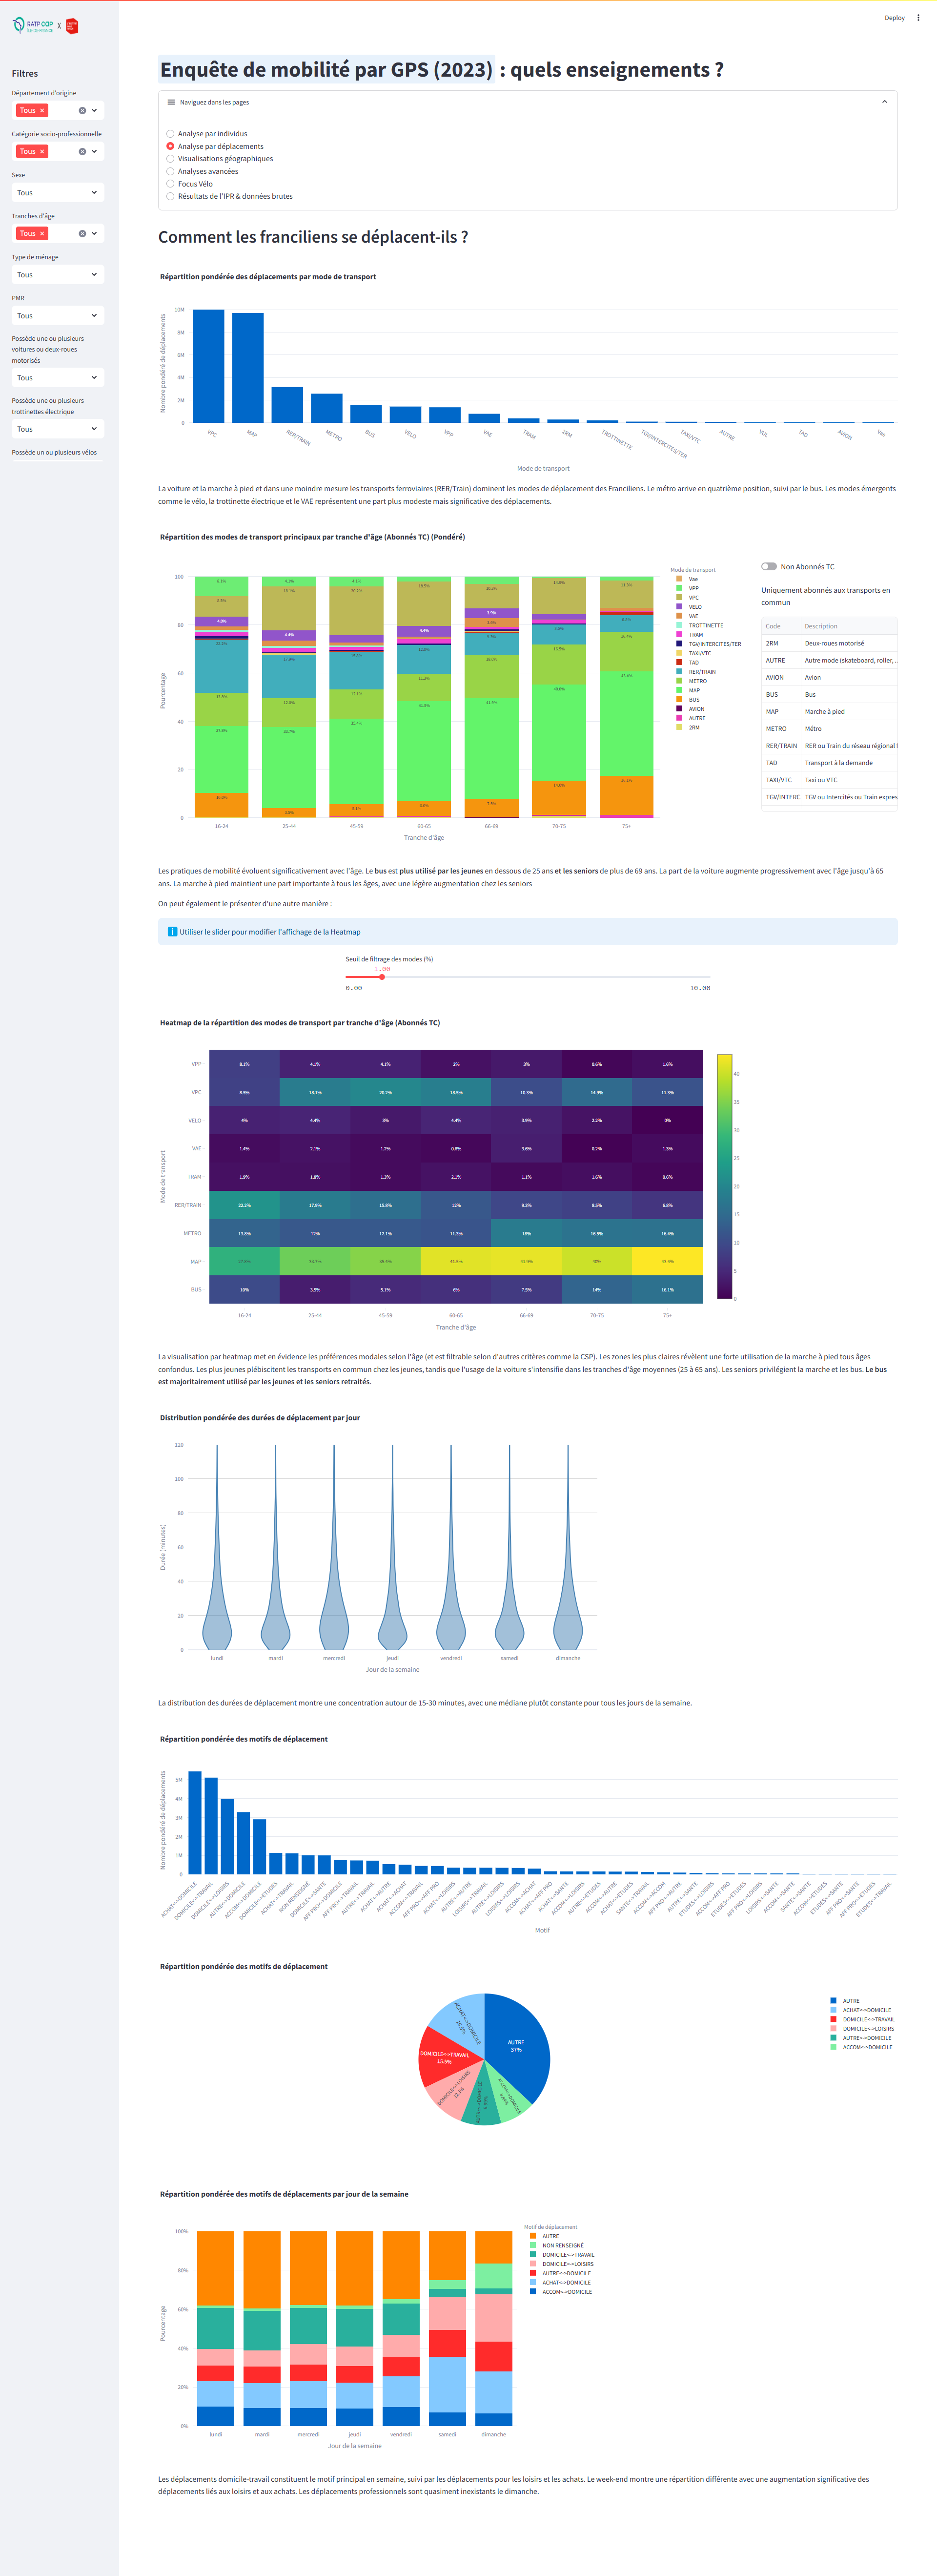 Deploy
RATP CDP
ÎLE-DE-FRANCE
X
Filtres
Département d'origine
Tous
Catégorie socio-professionnelle
Tous
Sexe
Tous
Tranches d'âge
Tous
Type de ménage
Tous
PMR
Tous
Possède une ou plusieurs
voitures ou deux-roues
motorisés
Tous
Possède une ou plusieurs
trottinettes électrique
Tous
Possède un ou plusieurs vélos
Enquête de mobilité par GPS (2023) : quels enseignements ?
Naviguez dans les pages
Analyse par individus
Analyse par déplacements
Visualisations géographiques
Analyses avancées
Focus Vélo
Résultats de l'IPR & données brutes
Comment les franciliens se déplacent-ils ?
Répartition pondérée des déplacements par mode de transport
Nombre pondéré de déplacements
10M
8M
6M
4M
2M
0
VPC MAP RER/TRAIN METRO BUS VELO VPP VAE TRAM 2RM TROTTINETTE TGV/INTERCITES/TER TAXI/VTC AUTRE VUL TAD AVION Vae
Mode de transport
La voiture et la marche à pied et dans une moindre mesure les transports ferroviaires (RER/Train) dominent les modes de déplacement des Franciliens. Le métro arrive en quatrième position, suivi par le bus. Les modes émergents
comme le vélo, la trottinette électrique et le VAE représentent une part plus modeste mais significative des déplacements.
Répartition des modes de transport principaux par tranche d'âge (Abonnés TC) (Pondéré)
Pourcentage
100
80
60
40
20
0
16-24 25-44 45-59 60-65 66-69 70-75 75+
Tranche d'âge
Mode de transport
Vae
VPP
VPC
VELO
VAE
TROTTINETTE
TRAM
TGV/INTERCITES/TER
TAXI/VTC
TAD
RER/TRAIN
METRO
MAP
BUS
AVION
AUTRE
2RM
Non Abonnés TC
Uniquement abonnés aux transports en
commun
Code Description
2RM Deux-roues motorisé
AUTRE Autre mode (skateboard, roller, ..
AVION Avion
BUS Bus
MAP Marche à pied
METRO Métro
RER/TRAIN RER ou Train du réseau régional
TAD Transport à la demande
TAXI/VTC Taxi ou VTC
TGV/INTERC TGV ou Intercités ou Train expres
Les pratiques de mobilité évoluent significativement avec l'âge. Le bus est plus utilisé par les jeunes en dessous de 25 ans et les seniors de plus de 69 ans. La part de la voiture augmente progressivement avec l'âge jusqu'à 65
ans. La marche à pied maintient une part importante à tous les âges, avec une légère augmentation chez les seniors
On peut également le présenter d'une autre manière :
Utiliser le slider pour modifier l'affichage de la Heatmap
Seuil de filtrage des modes (%)
1.00
0.00 10.00
Heatmap de la répartition des modes de transport par tranche d'âge (Abonnés TC)
Mode de transport
VPP 8.1% 4.1% 4.1% 2% 3% 0.6% 1.6%
VPC 8.5% 18.1% 20.2% 16.5% 10.3% 14.9% 11.3%
VELO 4% 4.4% 3% 4.4% 3.9% 2.2% 0%
VAE 1.4% 2.1% 1.2% 0.8% 3.6% 0.2% 1.3%
TRAM 1.9% 1.8% 1.3% 2.1% 1.1% 1.6% 0.6%
RER/TRAIN 22.2% 17.9% 15.8% 12% 9.3% 8.5% 6.8%
METRO 13.8% 12% 12.1% 11.3% 18% 16.5% 16.4%
MAP 41.5% 41.9% 40% 43.4%
BUS 10% 3.5% 5.1% 6% 7.5% 14% 16.1%
40
35
30
25
20
15
10
5
0
16-24 25-44 45-59 60-65 66-69 70-75 75+
Tranche d'âge
La visualisation par heatmap met en évidence les préférences modales selon l'âge (et est filtrable selon d'autres critères comme la CSP). Les zones les plus claires révèlent une forte utilisation de la marche à pied tous âges
confondus. Les plus jeunes plébiscitent les transports en commun chez les jeunes, tandis que l'usage de la voiture s'intensifie dans les tranches d'âge moyennes (25 à 65 ans). Les seniors privilégient la marche et les bus. Le bus
est majoritairement utilisé par les jeunes et les seniors retraités.
Distribution pondérée des durées de déplacement par jour
Durée (minutes)
120
100
80
60
40
20
0
lundi mardi mercredi jeudi vendredi samedi dimanche
Jour de la semaine
La distribution des durées de déplacement montre une concentration autour de 15-30 minutes, avec une médiane plutôt constante pour tous les jours de la semaine.
Répartition pondérée des motifs de déplacement
Nombre pondéré de déplacements
5M
4M
3M
2M
1M
0
ACHAT<->DOMICILE DOMICILE<->TRAVAIL DOMICILE<->LOISIRS AUTRE<->DOMICILE ACCOM<->DOMICILE DOMICILE<->ETUDES ACHAT<->TRAVAIL NON RENSEIGNÉ DOMICILE<->SANTE
Motif
Répartition pondérée des motifs de déplacement
AUTRE
37%
ACHAT<->DOMICILE
DOMICILE<->TRAVAIL
15.5%
DOMICILE<->LOISIRS
12.1%
AUTRE<->DOMICILE
ACCOM<->DOMICILE
AUTRE
ACHAT<->DOMICILE
DOMICILE<->TRAVAIL
DOMICILE<->LOISIRS
AUTRE<->DOMICILE
ACCOM<->DOMICILE
Répartition pondérée des motifs de déplacements par jour de la semaine
Pourcentage
100%
80%
60%
40%
20%
0%
lundi mardi mercredi jeudi vendredi samedi dimanche
Jour de la semaine
Motif de déplacement
AUTRE
NON RENSEIGNÉ
DOMICILE<->TRAVAIL
DOMICILE<->LOISIRS
AUTRE<->DOMICILE
ACHAT<->DOMICILE
ACCOM<->DOMICILE
Les déplacements domicile-travail constituent le motif principal en semaine, suivi par les déplacements pour les loisirs et les achats. Le week-end montre une répartition différente avec une augmentation significative des
déplacements liés aux loisirs et aux achats. Les déplacements professionnels sont quasiment inexistants le dimanche.